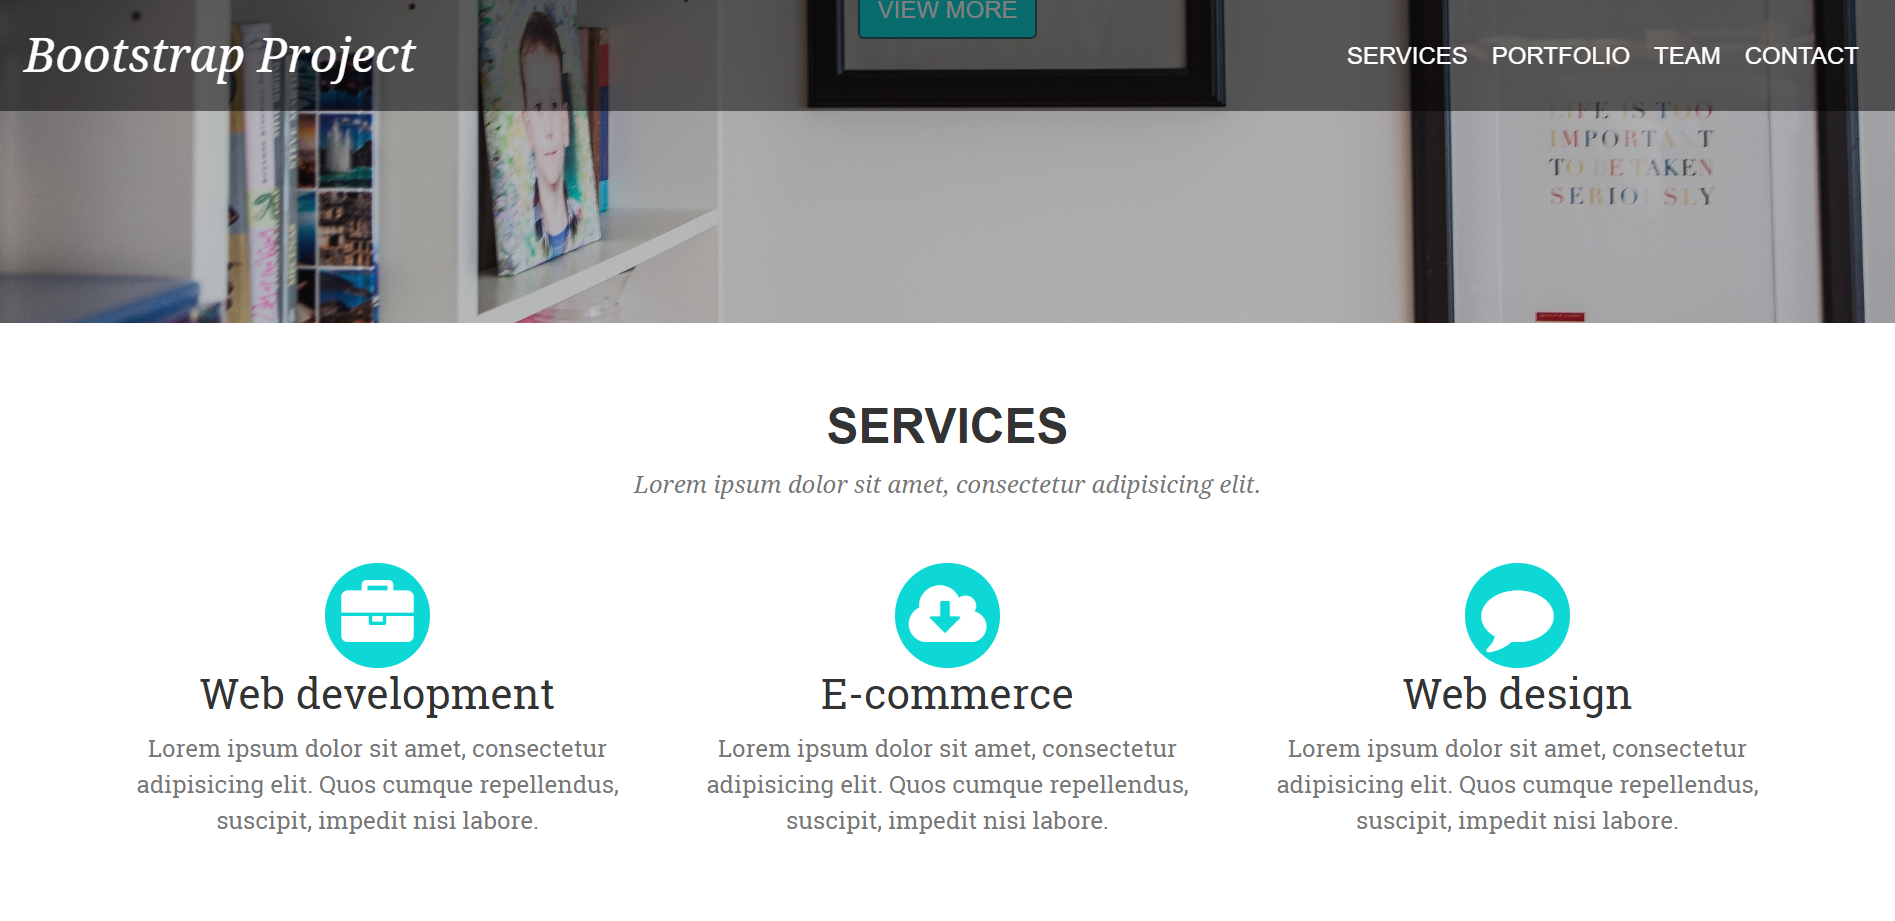 VIEW MORE
Bootstrap Project
SERVICES PORTFOLIO TEAM CONTACT
LIFE IS TOO
IMPORTANT
TO BE TAKEN
SERIOUSLY
SERVICES
Lorem ipsum dolor sit amet, consectetur adipisicing elit.
Web development
Lorem ipsum dolor sit amet, consectetur
adipisicing elit. Quos cumque repellendus,
suscipit, impedit nisi labore.
E-commerce
Lorem ipsum dolor sit amet, consectetur
adipisicing elit. Quos cumque repellendus,
suscipit, impedit nisi labore.
Web design
Lorem ipsum dolor sit amet, consectetur
adipisicing elit. Quos cumque repellendus,
suscipit, impedit nisi labore.